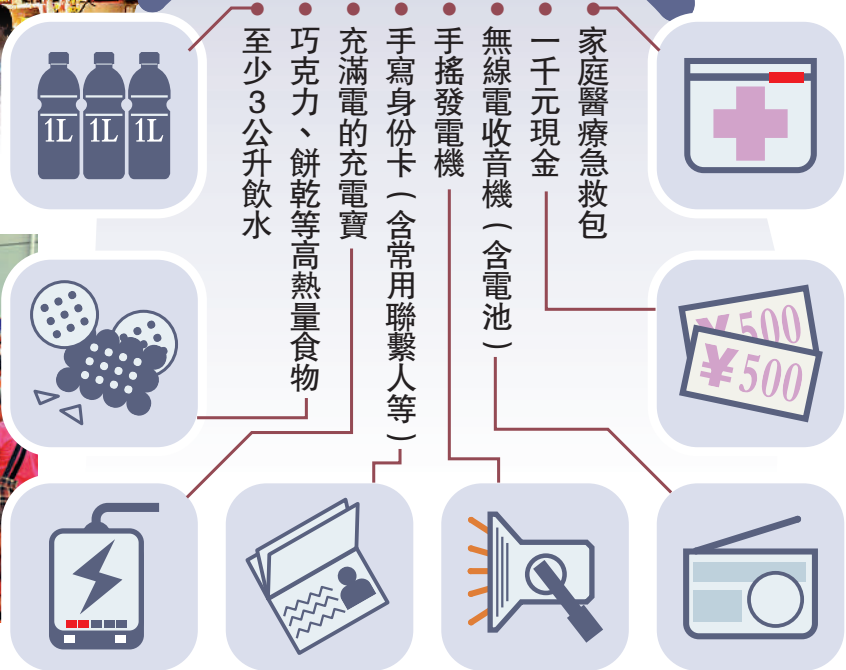 家庭醫療急救包
一千元現金
無線電收音機（含電池）
手搖發電機
手寫身份卡（含常用聯繫人等）
充滿電的充電寶
巧克力、餅乾等高熱量食物
至少3公升飲水
1L 1L 1L
¥500
¥500